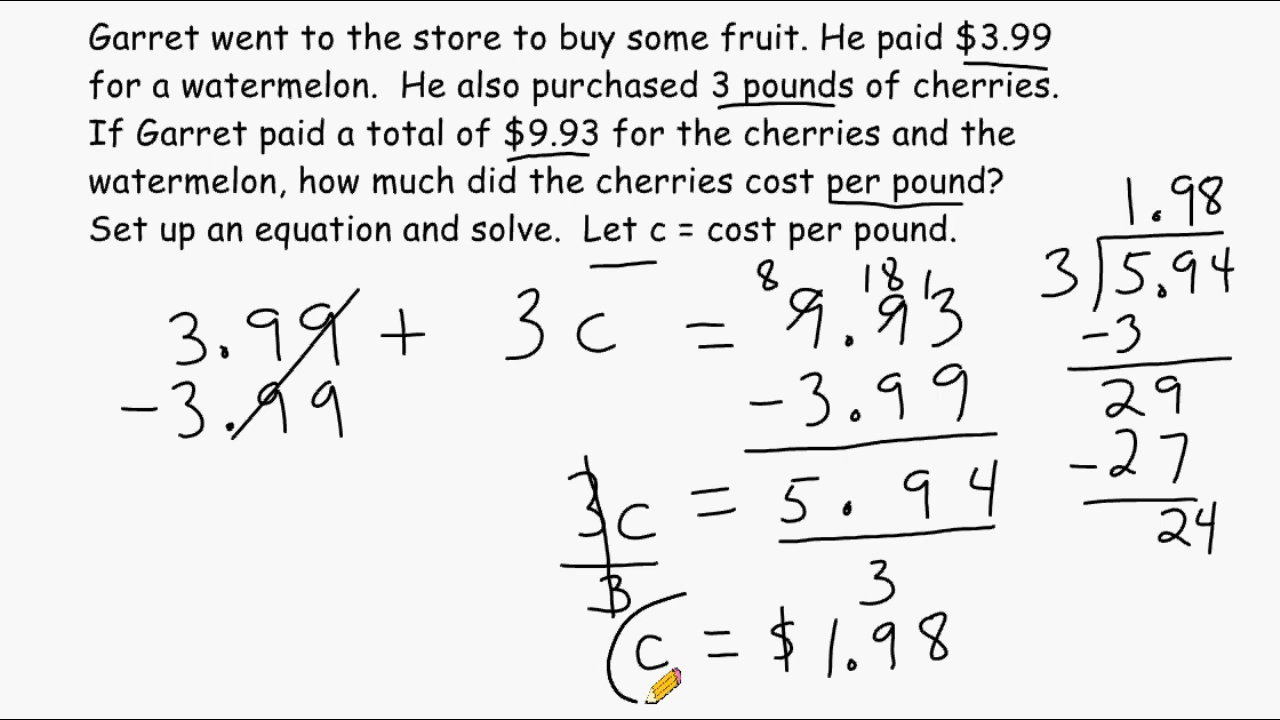 Garret went to the store to buy some fruit. He paid $3.99
for a watermelon. He also purchased 3 pounds of cherries.
If Garret paid a total of $9.93 for the cherries and the
watermelon, how much did the cherries cost per pound?
Set up an equation and solve. Let c = cost per pound.
8 18 1
3.99 + 3c = 9.93
-3.99 -3.99
3c = 5.94
3 3
c = $1.98
1.98
3 5.94
-3
29
-27
24